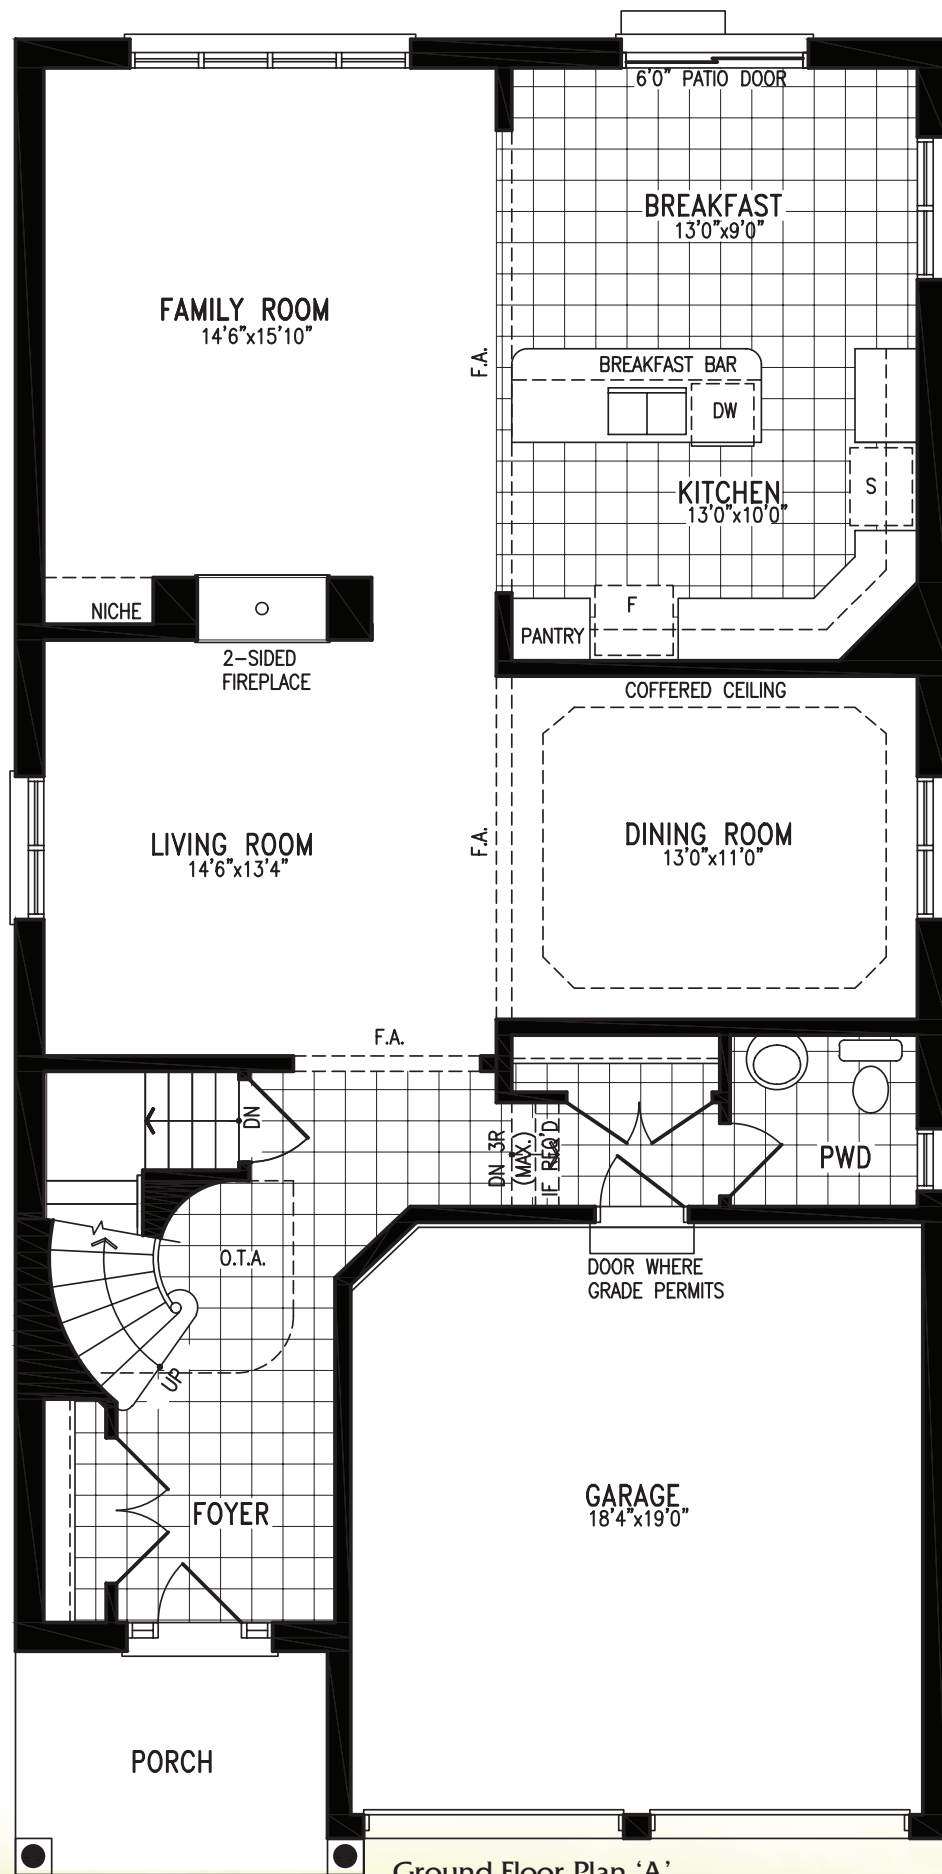 6'0" PATIO DOOR
BREAKFAST
13'0"x9'0"
FAMILY ROOM
14'6"x15'10"
F.A.
BREAKFAST BAR
DW
S
KITCHEN
13'0"x10'0"
NICHE
F
PANTRY
2-SIDED
FIREPLACE
COFFERED CEILING
LIVING ROOM
14'6"x13'4"
F.A.
DINING ROOM
13'0"x11'0"
F.A.
DN
DN 3R
(MAX.)
IF REQ'D
PWD
O.T.A.
DOOR WHERE
GRADE PERMITS
UP
FOYER
GARAGE
18'4"x19'0"
PORCH
Ground Floor Plan 'A'